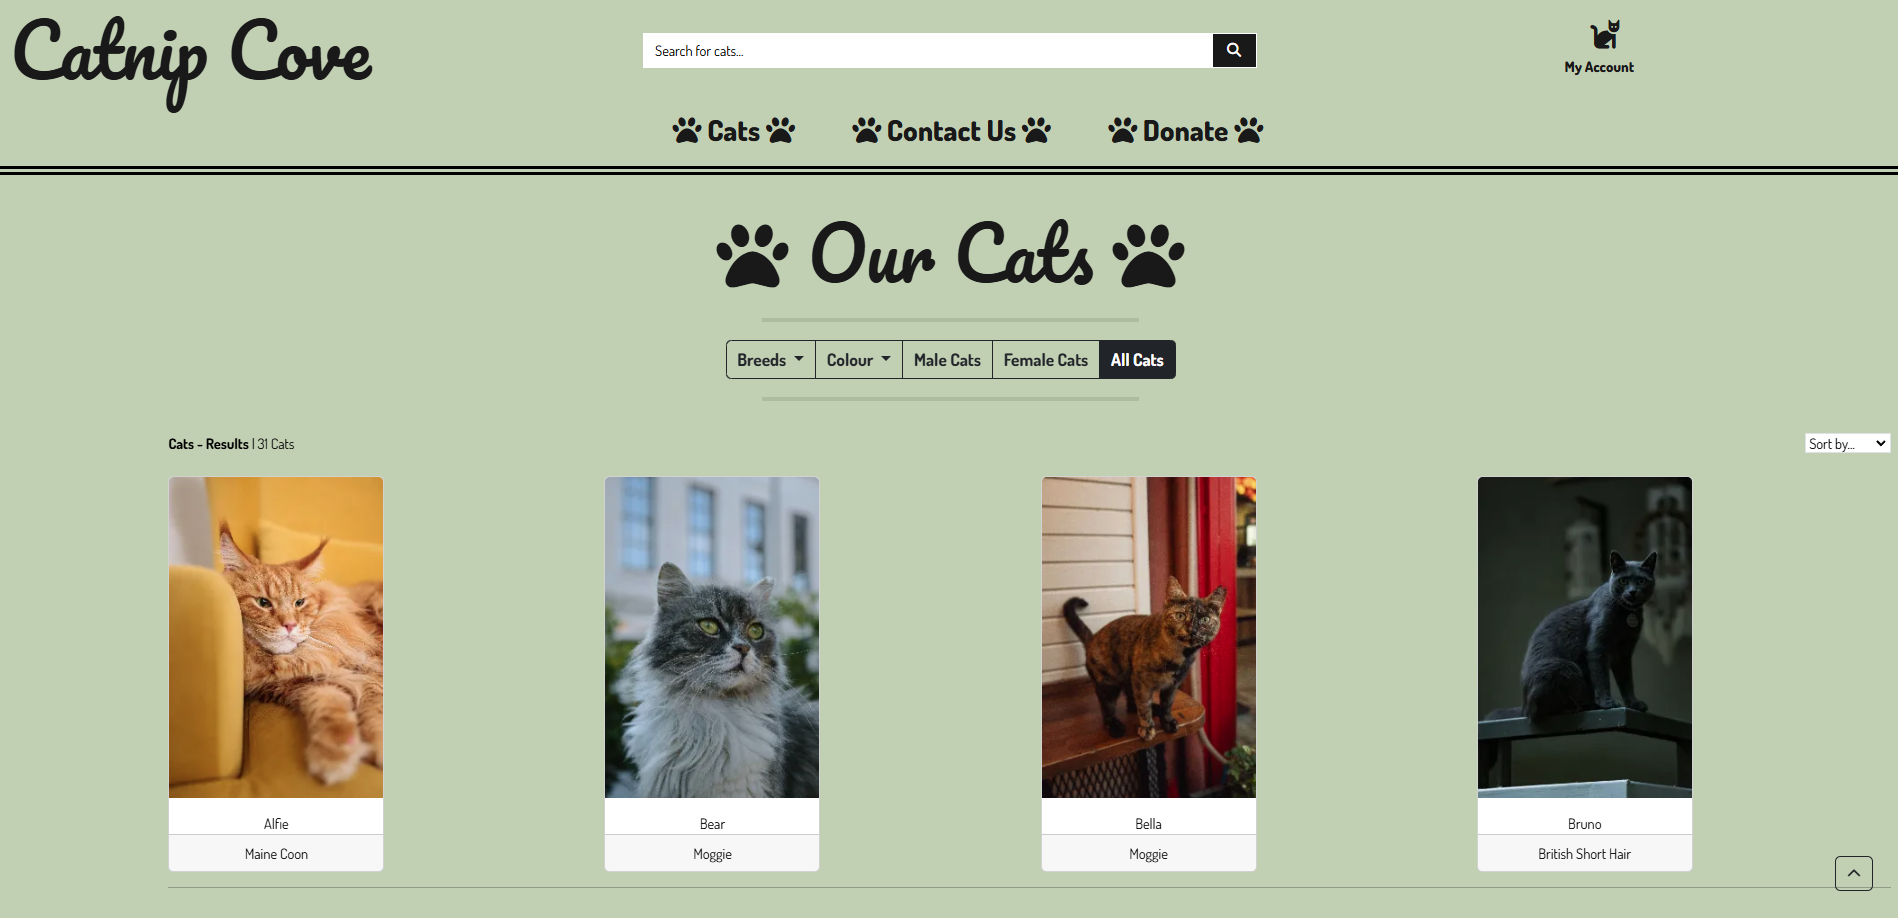 Catnip Cove
Search for cats...
My Account
Cats
Contact Us
Donate
Our Cats
Breeds
Colour
Male Cats
Female Cats
All Cats
Cats - Results | 31 Cats
Sort by...
Alfie
Maine Coon
Bear
Moggie
Bella
Moggie
Bruno
British Short Hair